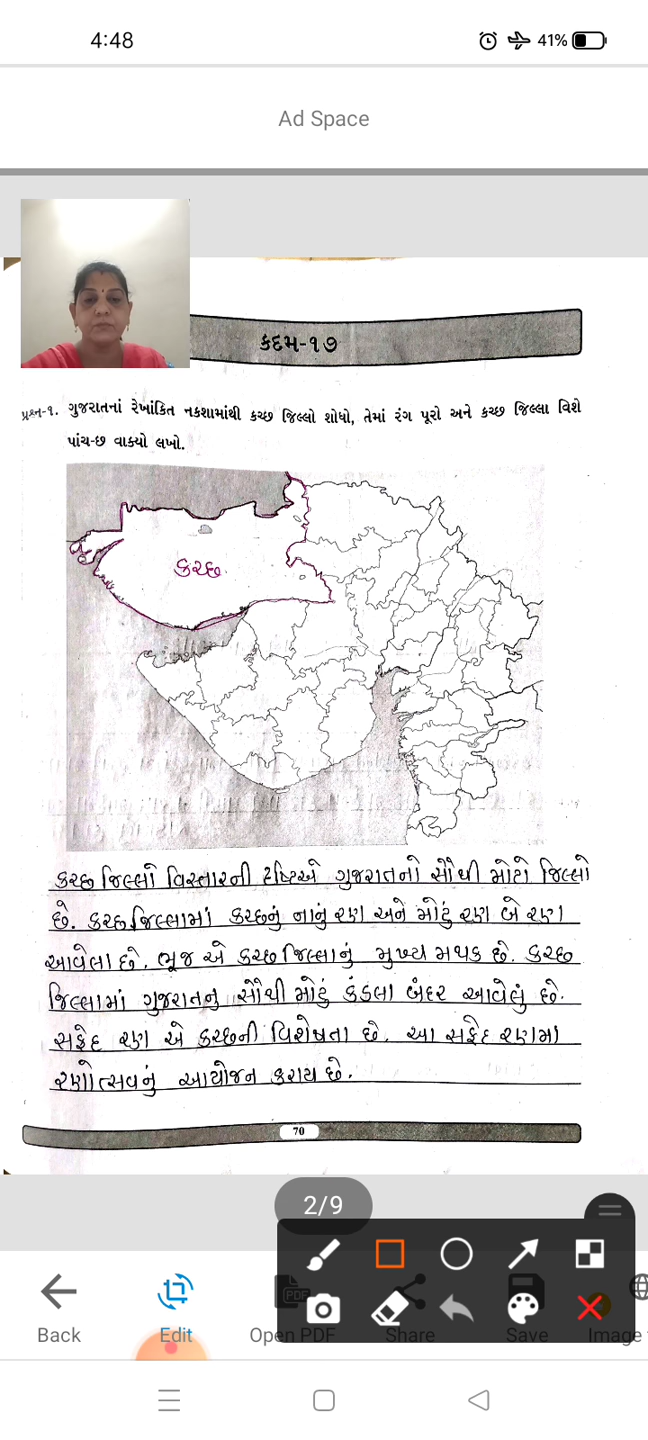 4:48
41%
Ad Space
કદમ-૧૭
પ્રશ્ન-૧. ગુજરાતનાં રેખાંકિત નકશામાંથી કચ્છ જિલ્લો શોધો, તેમાં રંગ પૂરો અને કચ્છ જિલ્લા વિશે
પાંચ-છ વાક્યો લખો.
કચ્છ
કચ્છ જિલ્લો વિસ્તારની દ્રષ્ટિએ ગુજરાતનો સૌથી મોટો જિલ્લો
છે. કચ્છ જિલ્લામાં કચ્છનું નાનું રણ અને મોટું રણ બે રણ
આવેલા છે. ભૂજ એ કચ્છ જિલ્લાનું મુખ્ય મથક છે. કચ્છ
જિલ્લામાં ગુજરાતનુ સૌથી મોટું કંડલા બંદર આવેલું છે.
સફેદ રણ એ કચ્છની વિશેષતા છે. આ સફેદ રણમાં
રણોત્સવનું આયોજન કરાય છે.
70
2/9
Back
Edit
Open PDF
Share
Save
Image